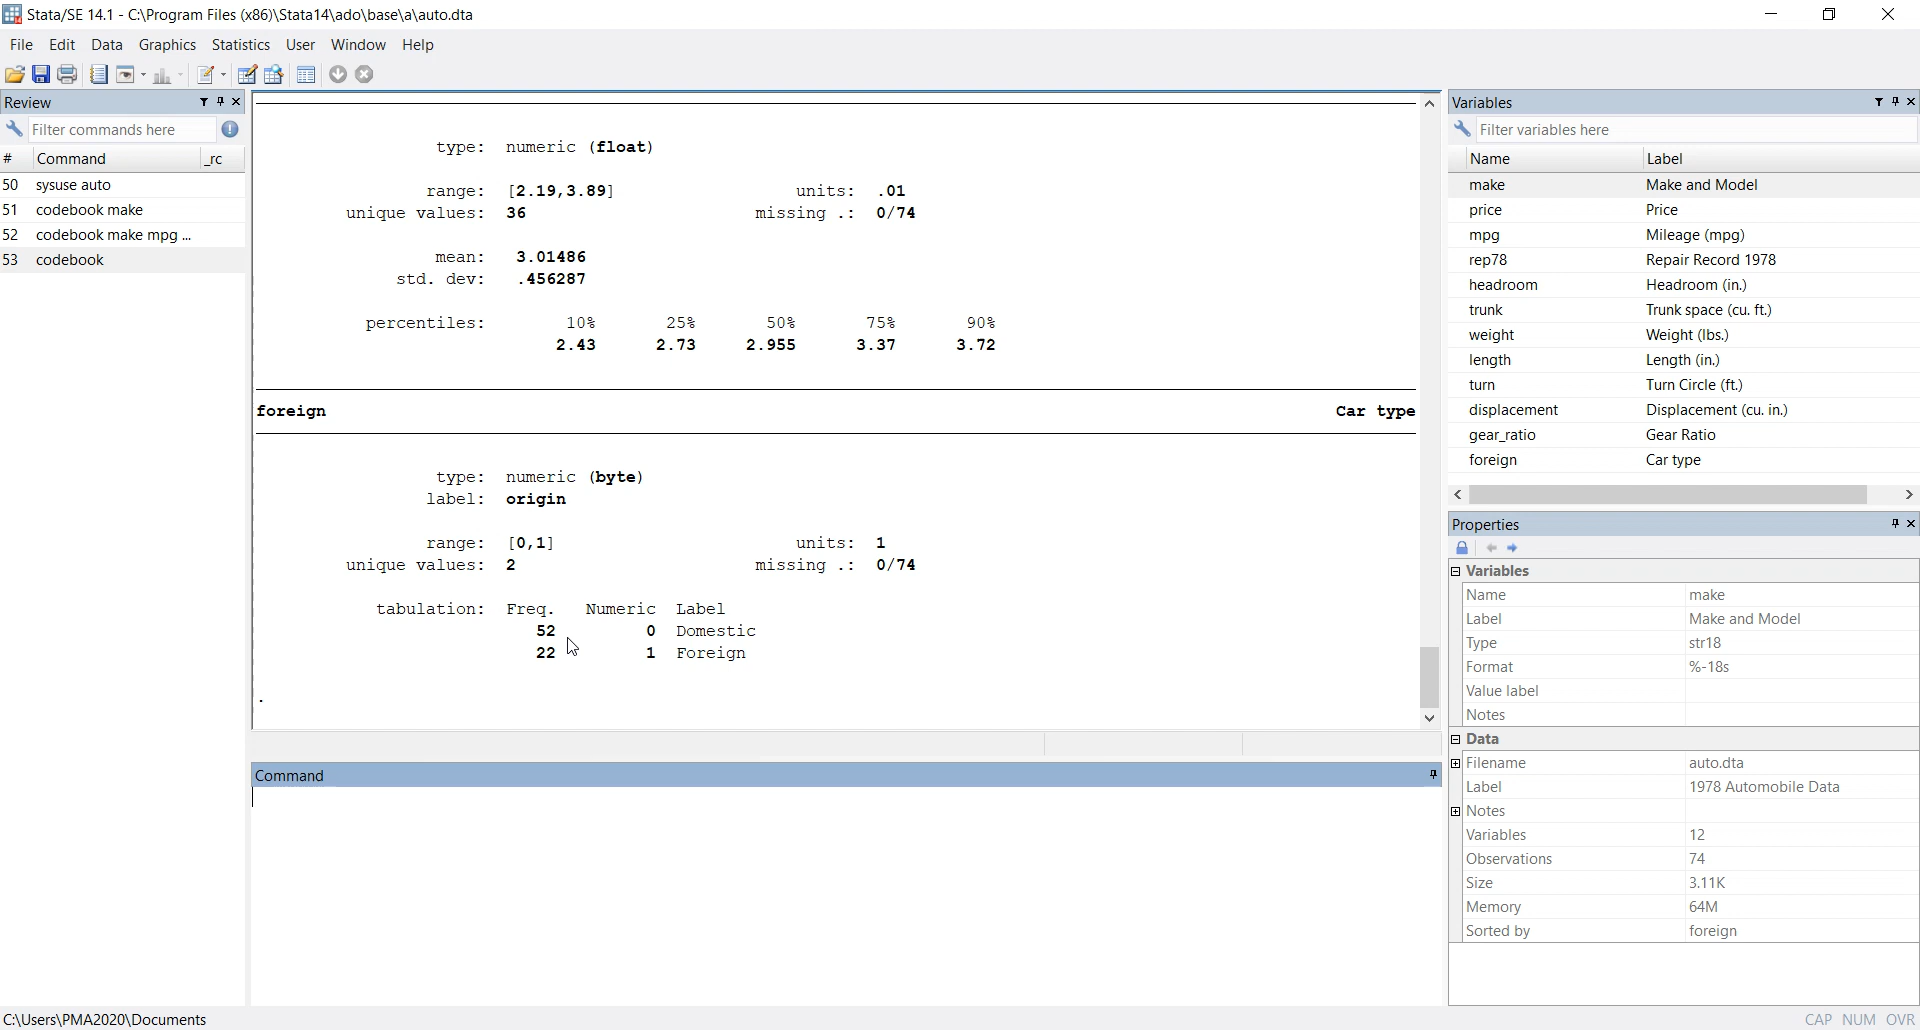 Stata/SE 14.1 - C:\Program Files (x86)\Stata14\ado\base\a\auto.dta
File Edit Data Graphics Statistics User Window Help
Review
Filter commands here
# Command _rc
50 sysuse auto
51 codebook make
52 codebook make mpg ...
53 codebook
type: numeric (float)
range: [2.19,3.89] units: .01
unique values: 36 missing .: 0/74
mean: 3.01486
std. dev: .456287
percentiles: 10% 25% 50% 75% 90%
2.43 2.73 2.955 3.37 3.72
foreign Car type
type: numeric (byte)
label: origin
range: [0,1] units: 1
unique values: 2 missing .: 0/74
tabulation: Freq. Numeric Label
52 0 Domestic
22 1 Foreign
.
Command
Variables
Filter variables here
Name Label
make Make and Model
price Price
mpg Mileage (mpg)
rep78 Repair Record 1978
headroom Headroom (in.)
trunk Trunk space (cu. ft.)
weight Weight (lbs.)
length Length (in.)
turn Turn Circle (ft.)
displacement Displacement (cu. in.)
gear_ratio Gear Ratio
foreign Car type
Properties
Variables
Name make
Label Make and Model
Type str18
Format %-18s
Value label
Notes
Data
Filename auto.dta
Label 1978 Automobile Data
Notes
Variables 12
Observations 74
Size 3.11K
Memory 64M
Sorted by foreign
C:\Users\PMA2020\Documents CAP NUM OVR